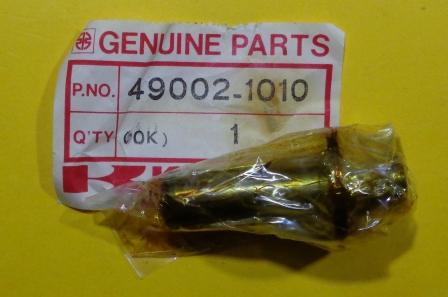 GENUINE PARTS
P.NO. 49002-1010
Q'TY (OK) 1